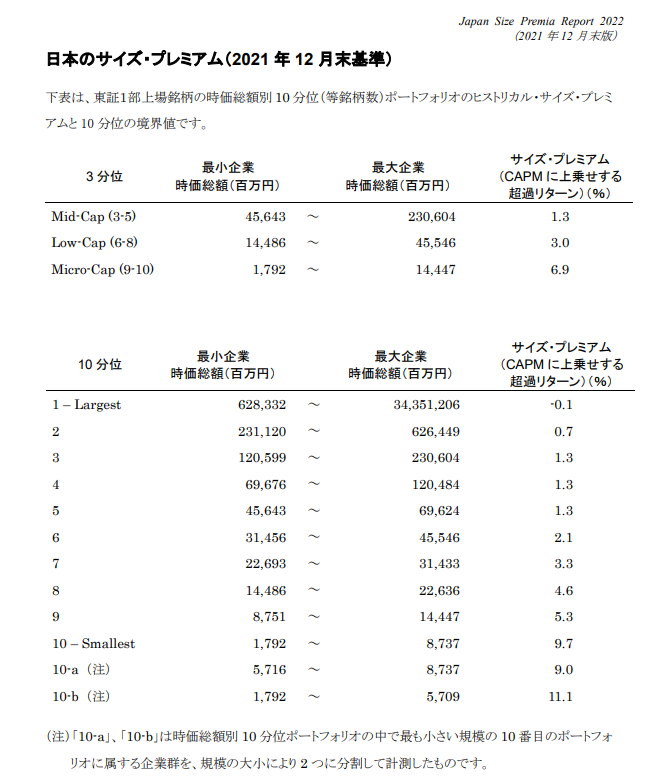 Japan Size Premia Report 2022
(2021 年 12 月末版)
日本のサイズ・プレミアム(2021 年 12 月末基準)
下表は、東証1部上場銘柄の時価総額別 10 分位(等銘柄数)ポートフォリオのヒストリカル・サイズ・プレミ
アムと 10 分位の境界値です。
3 分位 最小企業 時価総額(百万円) 最大企業 時価総額(百万円) サイズ・プレミアム (CAPM に上乗せする 超過リターン)(%)
Mid-Cap (3-5) 45,643 ～ 230,604 1.3
Low-Cap (6-8) 14,486 ～ 45,546 3.0
Micro-Cap (9-10) 1,792 ～ 14,447 6.9
10 分位 最小企業 時価総額(百万円) 最大企業 時価総額(百万円) サイズ・プレミアム (CAPM に上乗せする 超過リターン)(%)
1 – Largest 628,332 ～ 34,351,206 -0.1
2 231,120 ～ 626,449 0.7
3 120,599 ～ 230,604 1.3
4 69,676 ～ 120,484 1.3
5 45,643 ～ 69,624 1.3
6 31,456 ～ 45,546 2.1
7 22,693 ～ 31,433 3.3
8 14,486 ～ 22,636 4.6
9 8,751 ～ 14,447 5.3
10 – Smallest 1,792 ～ 8,737 9.7
10-a (注) 5,716 ～ 8,737 9.0
10-b (注) 1,792 ～ 5,709 11.1
(注)「10-a」、「10-b」は時価総額別 10 分位ポートフォリオの中で最も小さい規模の 10 番目のポートフォ
リオに属する企業群を、規模の大小により 2 つに分割して計測したものです。